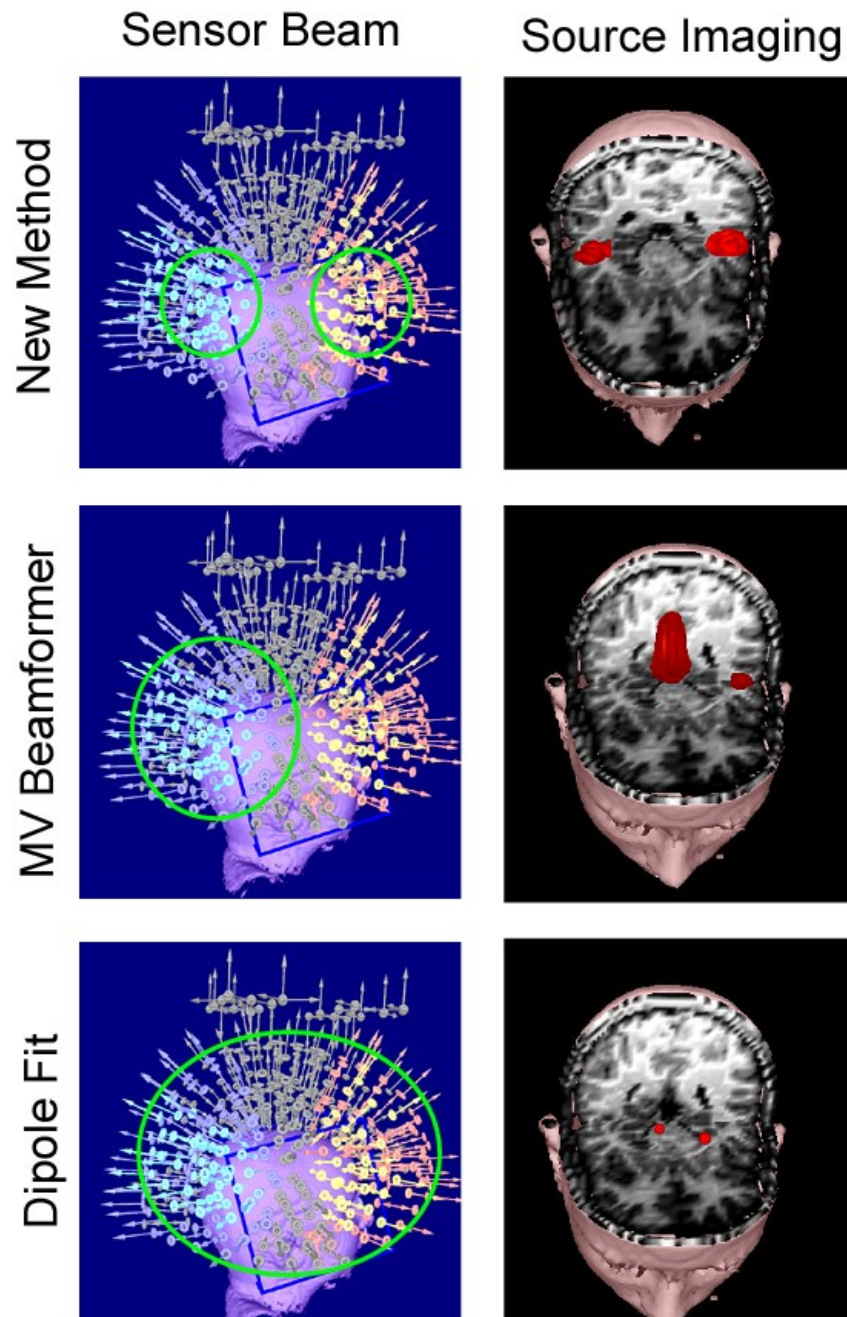 Sensor Beam
Source Imaging
New Method
MV Beamformer
Dipole Fit